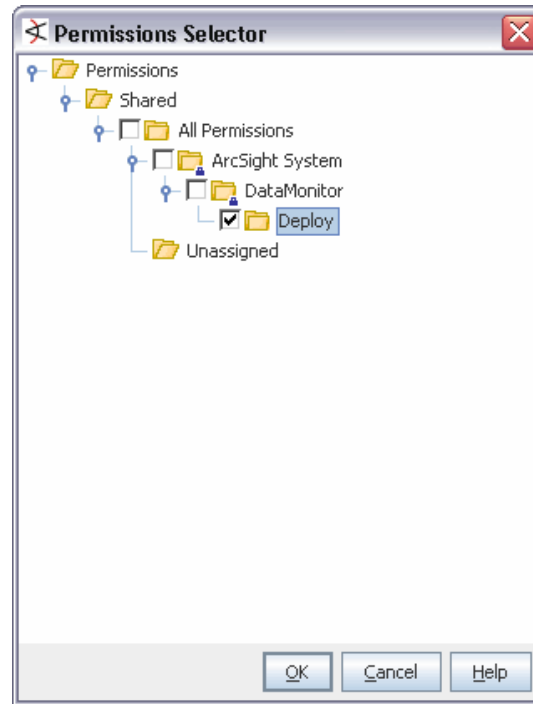 Permissions Selector
Permissions
Shared
All Permissions
ArcSight System
DataMonitor
Deploy
Unassigned
OK Cancel Help